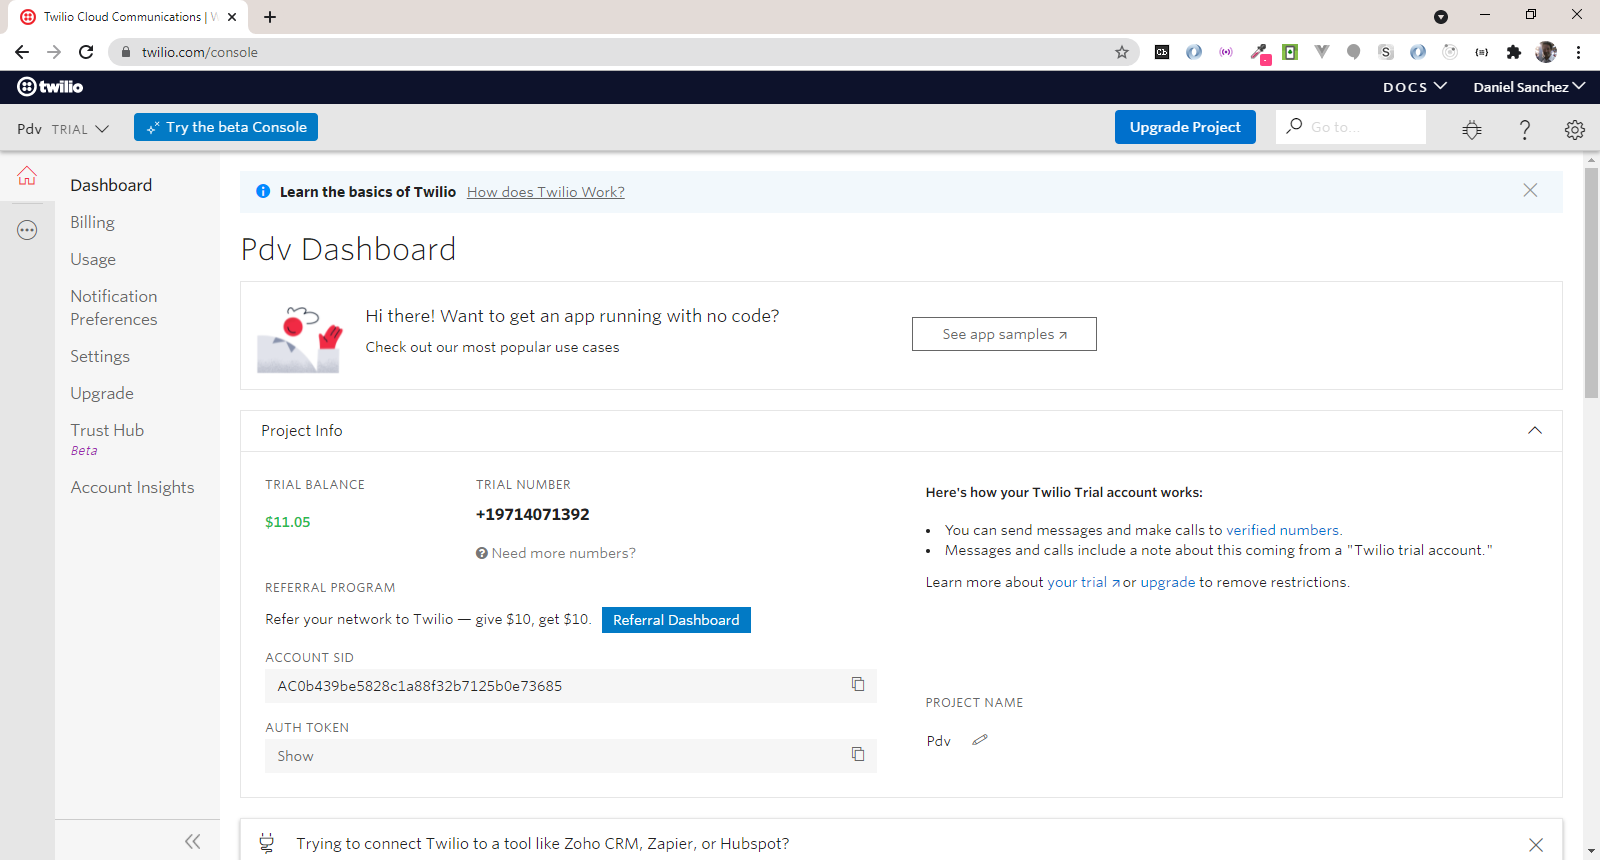 Twilio Cloud Communications |
twilio.com/console
twilio
DOCS
Daniel Sanchez
Pdv TRIAL
Try the beta Console
Upgrade Project
Go to...
Dashboard
Billing
Usage
Notification
Preferences
Settings
Upgrade
Trust Hub
Beta
Account Insights
Learn the basics of Twilio How does Twilio Work?
Pdv Dashboard
Hi there! Want to get an app running with no code?
Check out our most popular use cases
See app samples
Project Info
TRIAL BALANCE
$11.05
TRIAL NUMBER
+19714071392
Need more numbers?
REFERRAL PROGRAM
Refer your network to Twilio — give $10, get $10. Referral Dashboard
ACCOUNT SID
AC0b439be5828c1a88f32b7125b0e73685
AUTH TOKEN
Show
Here's how your Twilio Trial account works:
You can send messages and make calls to verified numbers.
Messages and calls include a note about this coming from a "Twilio trial account."
Learn more about your trial or upgrade to remove restrictions.
PROJECT NAME
Pdv
Trying to connect Twilio to a tool like Zoho CRM, Zapier, or Hubspot?